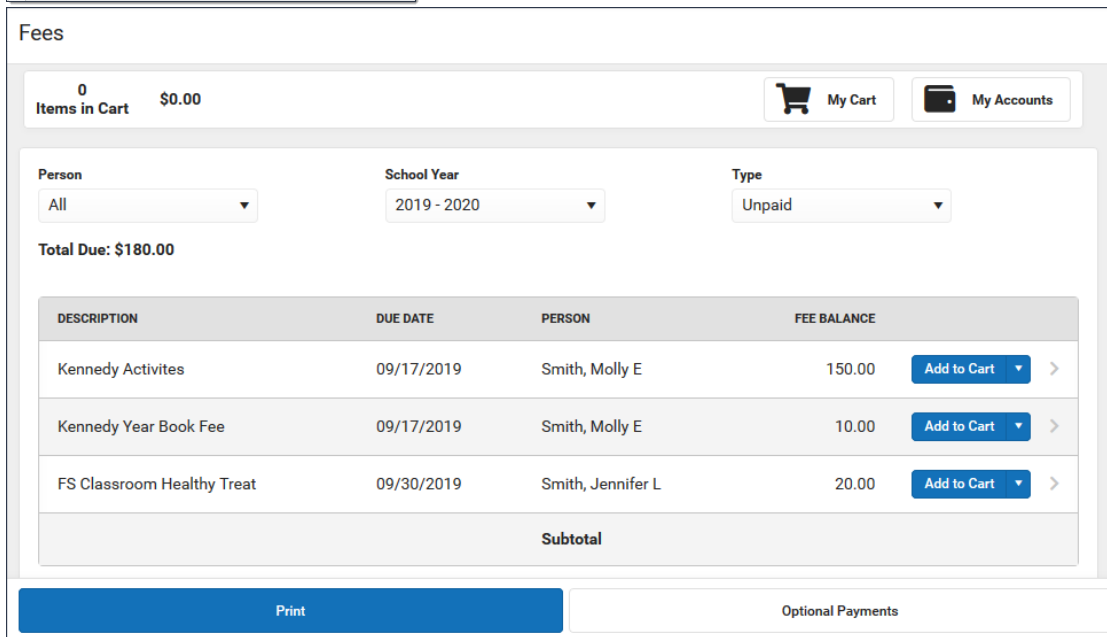 Fees
0
Items in Cart
$0.00
My Cart
My Accounts
Person
School Year
Type
All
2019 - 2020
Unpaid
Total Due: $180.00
DESCRIPTION DUE DATE PERSON FEE BALANCE
Kennedy Activites 09/17/2019 Smith, Molly E 150.00 Add to Cart
Kennedy Year Book Fee 09/17/2019 Smith, Molly E 10.00 Add to Cart
FS Classroom Healthy Treat 09/30/2019 Smith, Jennifer L 20.00 Add to Cart
Subtotal
Print
Optional Payments